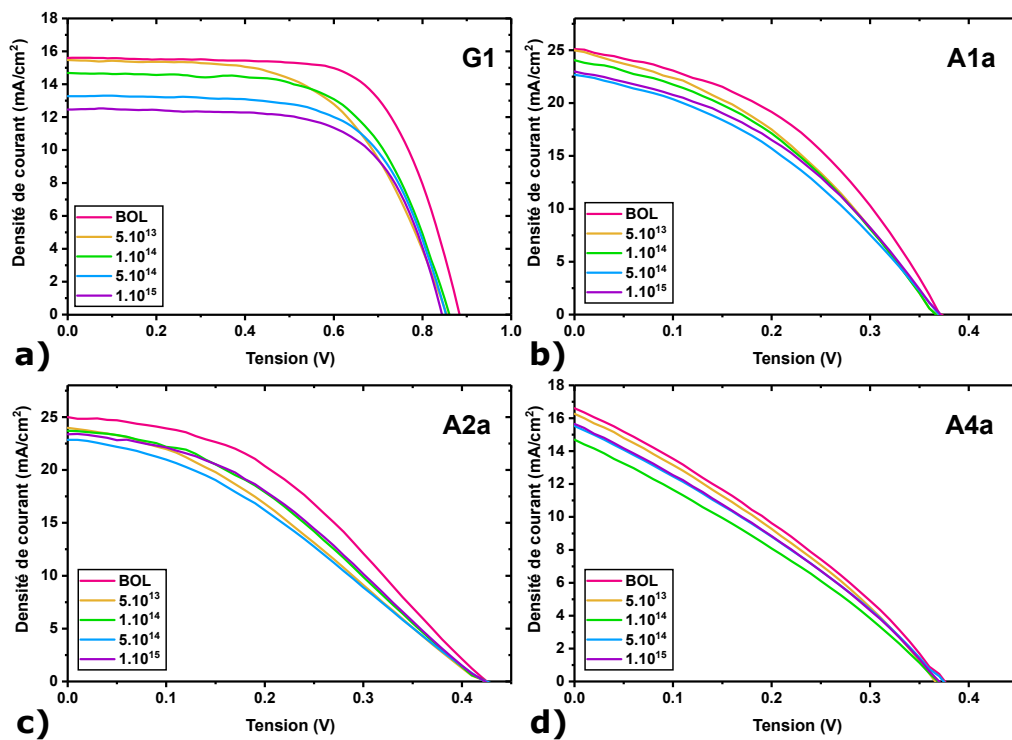 G1
Densité de courant (mA/cm²)
18
16
14
12
10
8
6
4
2
0
BOL
5.10¹³
1.10¹⁴
5.10¹⁴
1.10¹⁵
0.0 0.2 0.4 0.6 0.8 1.0
Tension (V)
a)
A1a
Densité de courant (mA/cm²)
25
20
15
10
5
0
BOL
5.10¹³
1.10¹⁴
5.10¹⁴
1.10¹⁵
0.0 0.1 0.2 0.3 0.4
Tension (V)
b)
A2a
Densité de courant (mA/cm²)
25
20
15
10
5
0
BOL
5.10¹³
1.10¹⁴
5.10¹⁴
1.10¹⁵
0.0 0.1 0.2 0.3 0.4
Tension (V)
c)
A4a
Densité de courant (mA/cm²)
18
16
14
12
10
8
6
4
2
0
BOL
5.10¹³
1.10¹⁴
5.10¹⁴
1.10¹⁵
0.0 0.1 0.2 0.3 0.4
Tension (V)
d)